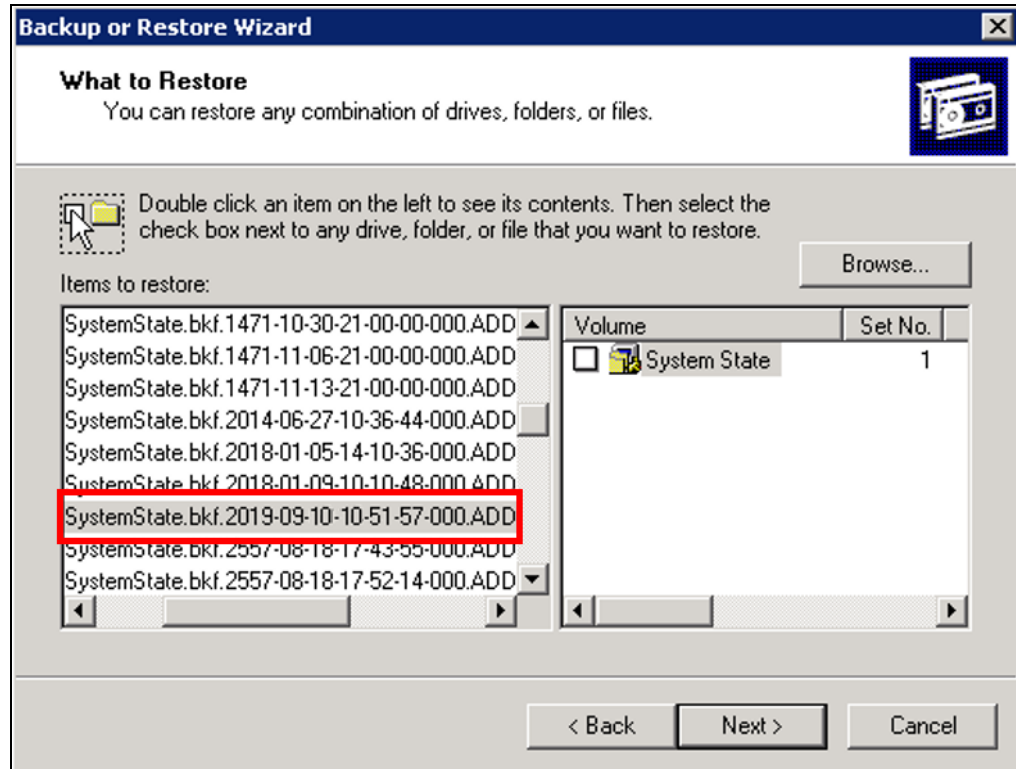 Backup or Restore Wizard
What to Restore
You can restore any combination of drives, folders, or files.
Double click an item on the left to see its contents. Then select the
check box next to any drive, folder, or file that you want to restore.
Browse...
Items to restore:
SystemState.bkf.1471-10-30-21-00-00-000.ADD
SystemState.bkf.1471-11-06-21-00-00-000.ADD
SystemState.bkf.1471-11-13-21-00-00-000.ADD
SystemState.bkf.2014-06-27-10-36-44-000.ADD
SystemState.bkf.2018-01-05-14-10-36-000.ADD
SystemState.bkf.2018-01-09-10-10-48-000.ADD
SystemState.bkf.2019-09-10-10-51-57-000.ADD
SystemState.bkf.2557-08-18-17-43-55-000.ADD
SystemState.bkf.2557-08-18-17-52-14-000.ADD
Volume Set No.
System State 1
< Back Next > Cancel